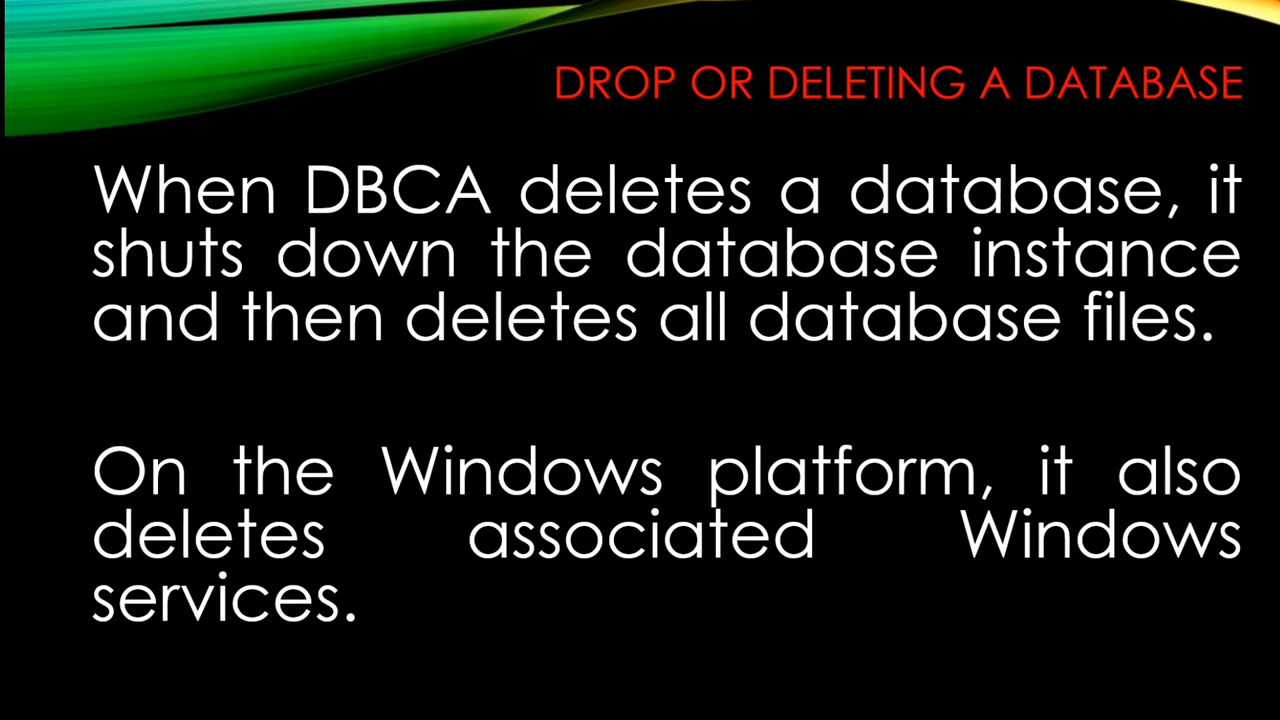 DROP OR DELETING A DATABASE
When DBCA deletes a database, it
shuts down the database instance
and then deletes all database files.
On the Windows platform, it also
deletes associated Windows
services.